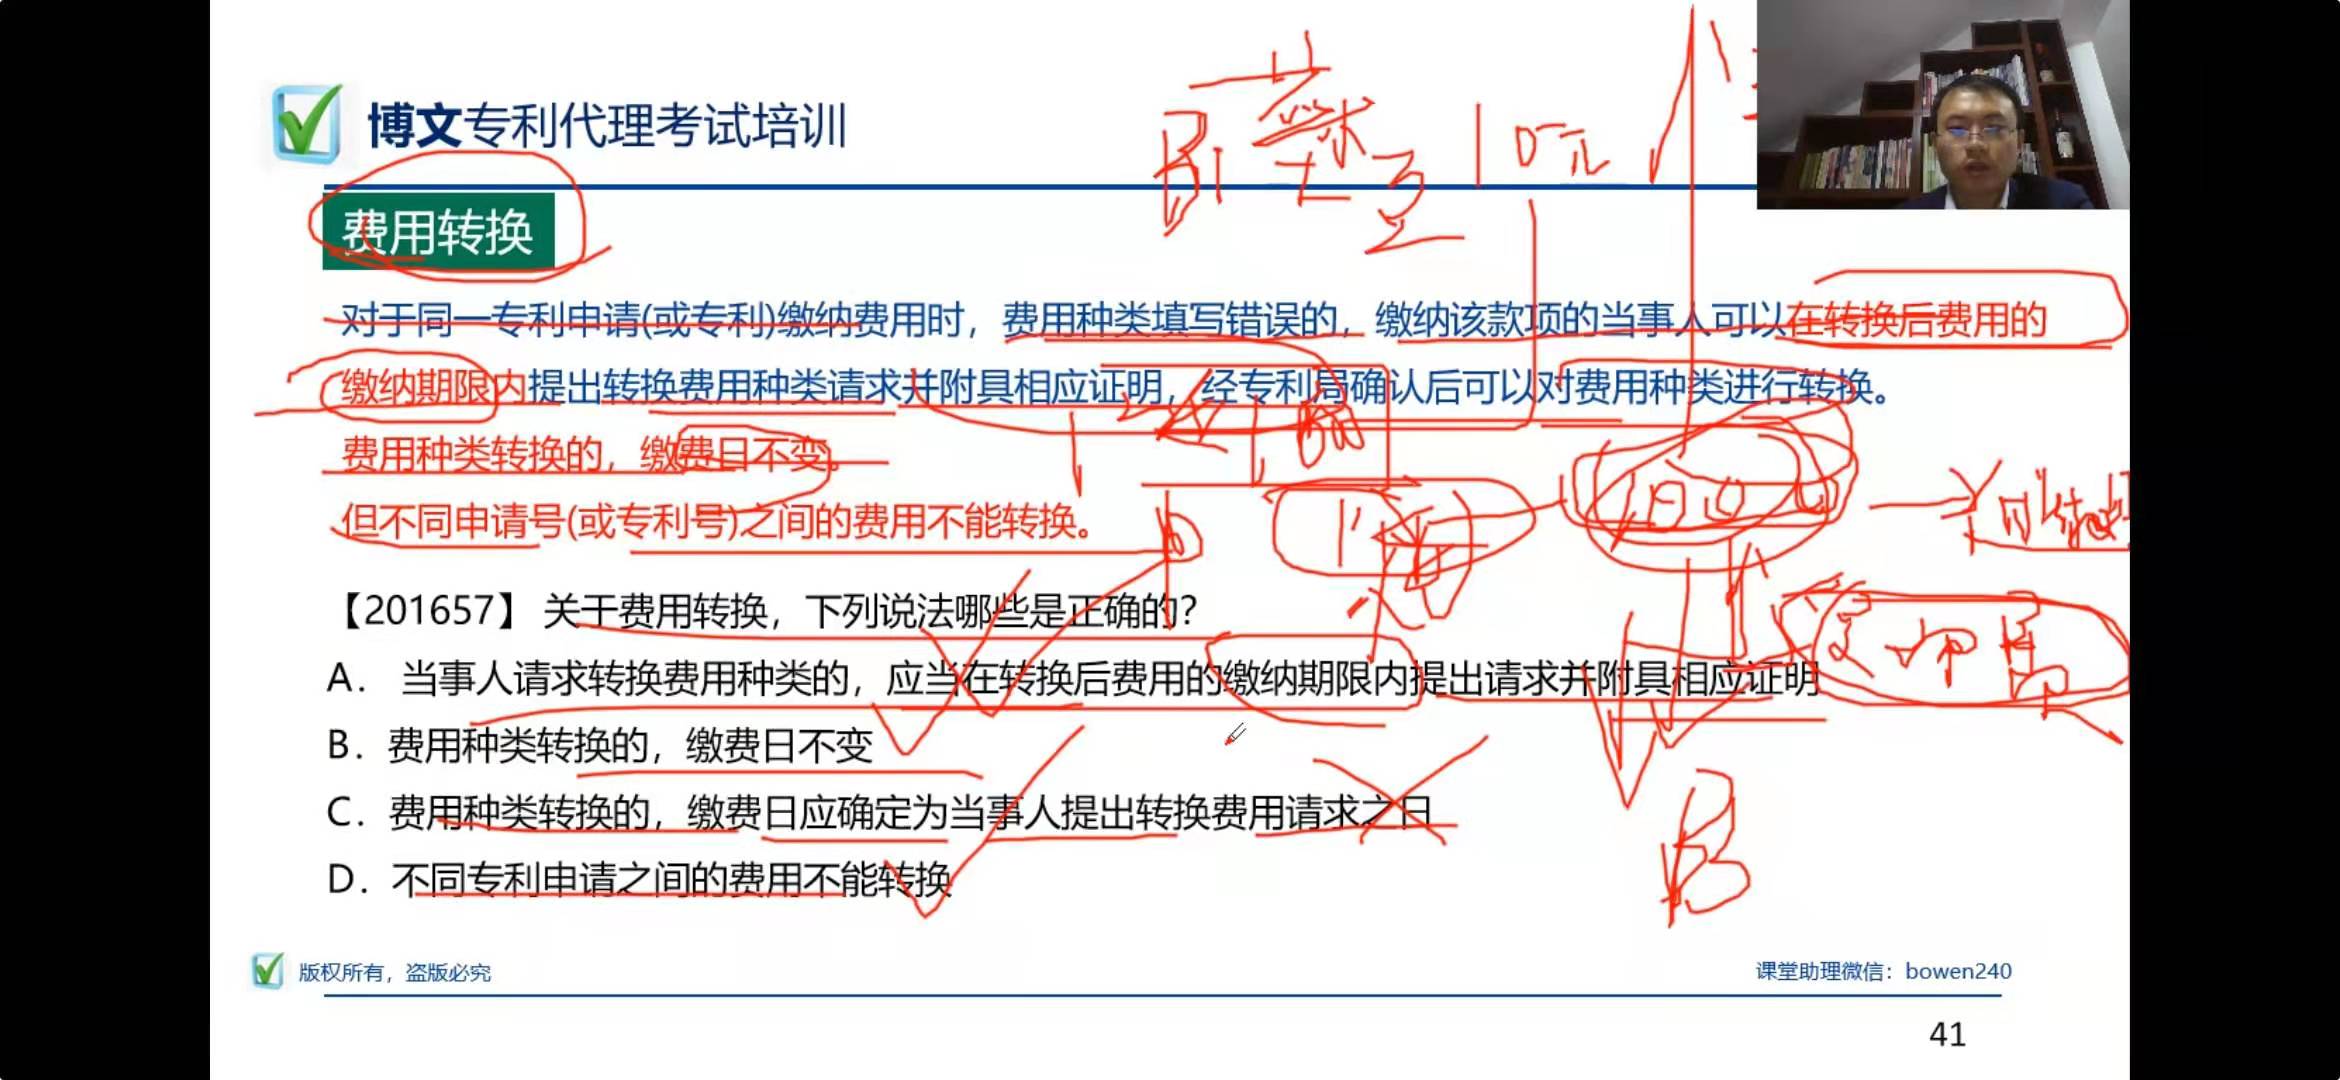 博文专利代理考试培训
费用转换
对于同一专利申请(或专利)缴纳费用时，费用种类填写错误的，缴纳该款项的当事人可以在转换后费用的
缴纳期限内提出转换费用种类请求并附具相应证明，经专利局确认后可以对费用种类进行转换。
费用种类转换的，缴费日不变。
但不同申请号(或专利号)之间的费用不能转换。
【201657】关于费用转换，下列说法哪些是正确的？
A. 当事人请求转换费用种类的，应当在转换后费用的缴纳期限内提出请求并附具相应证明
B. 费用种类转换的，缴费日不变
C. 费用种类转换的，缴费日应确定为当事人提出转换费用请求之日
D. 不同专利申请之间的费用不能转换
版权所有，盗版必究
课堂助理微信：bowen240
41